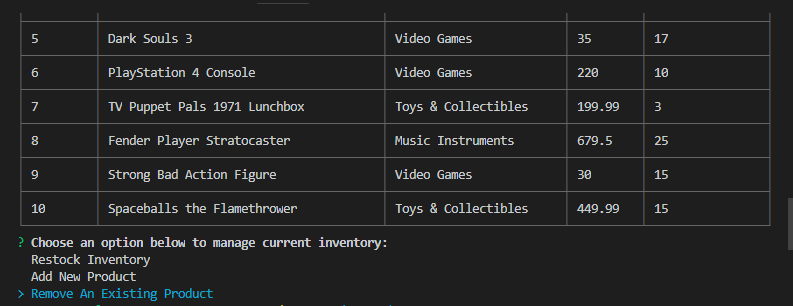 5 Dark Souls 3 Video Games 35 17
6 PlayStation 4 Console Video Games 220 10
7 TV Puppet Pals 1971 Lunchbox Toys & Collectibles 199.99 3
8 Fender Player Stratocaster Music Instruments 679.5 25
9 Strong Bad Action Figure Video Games 30 15
10 Spaceballs the Flamethrower Toys & Collectibles 449.99 15
? Choose an option below to manage current inventory:
Restock Inventory
Add New Product
> Remove An Existing Product